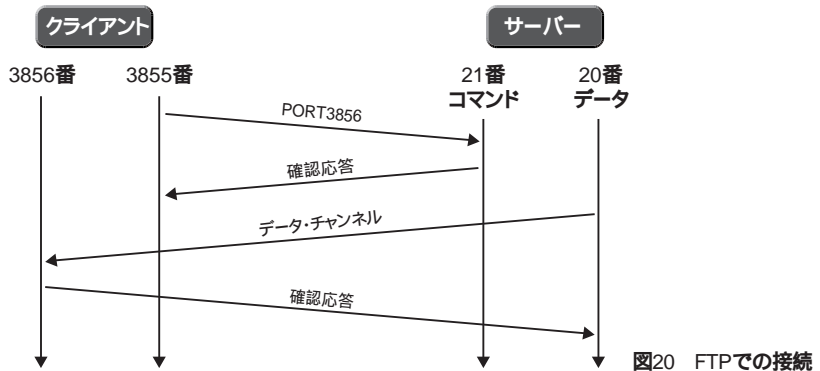 クライアント
サーバー
3856番
3855番
21番
コマンド
20番
データ
PORT3856
確認応答
データ・チャンネル
確認応答
図20 FTPでの接続